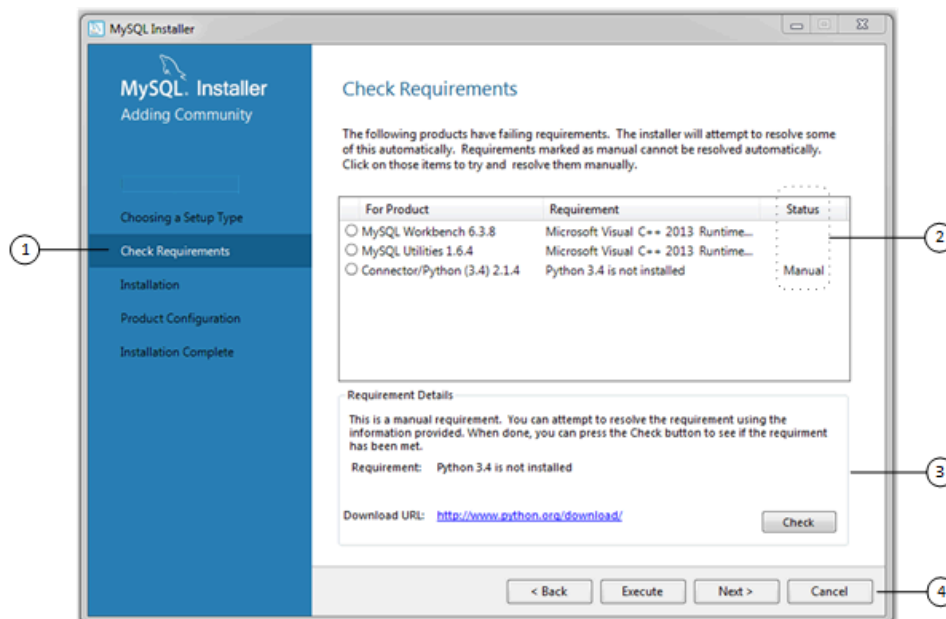 MySQL Installer
MySQL. Installer
Adding Community
Choosing a Setup Type
Check Requirements
Installation
Product Configuration
Installation Complete
Check Requirements
The following products have failing requirements. The installer will attempt to resolve some
of this automatically. Requirements marked as manual cannot be resolved automatically.
Click on those items to try and resolve them manually.
For Product Requirement Status
MySQL Workbench 6.3.8 Microsoft Visual C++ 2013 Runtime...
MySQL Utilities 1.6.4 Microsoft Visual C++ 2013 Runtime...
Connector/Python (3.4) 2.1.4 Python 3.4 is not installed Manual
Requirement Details
This is a manual requirement. You can attempt to resolve the requirement using the
information provided. When done, you can press the Check button to see if the requirment
has been met.
Requirement: Python 3.4 is not installed
Download URL: http://www.python.org/download/
Check
< Back Execute Next > Cancel
1
2
3
4